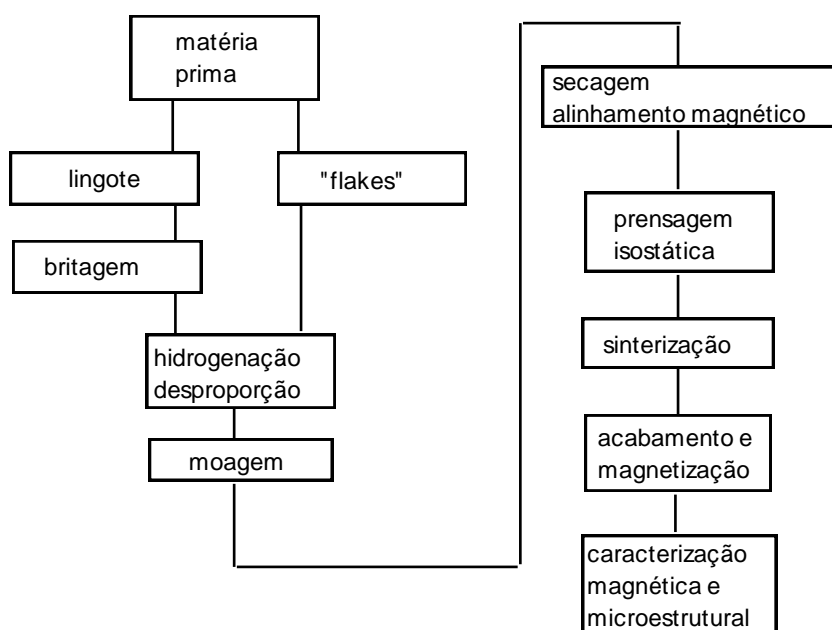 matéria
prima
lingote
"flakes"
britagem
hidrogenação
desproporção
moagem
secagem
alinhamento magnético
prensagem
isostática
sinterização
acabamento e
magnetização
caracterização
magnética e
microestrutural